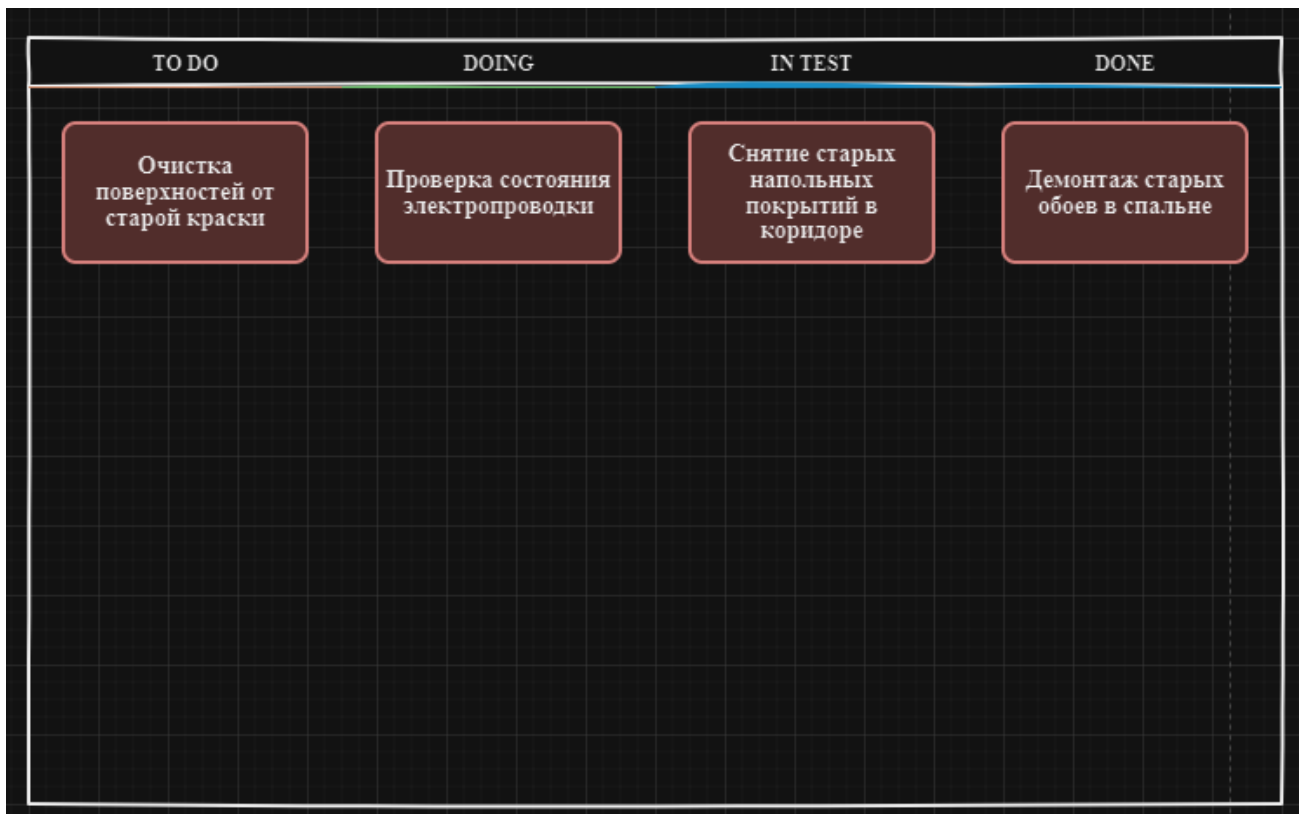 TO DO
DOING
IN TEST
DONE
Очистка
поверхностей от
старой краски
Проверка состояния
электропроводки
Снятие старых
напольных
покрытий в
коридоре
Демонтаж старых
обоев в спальне